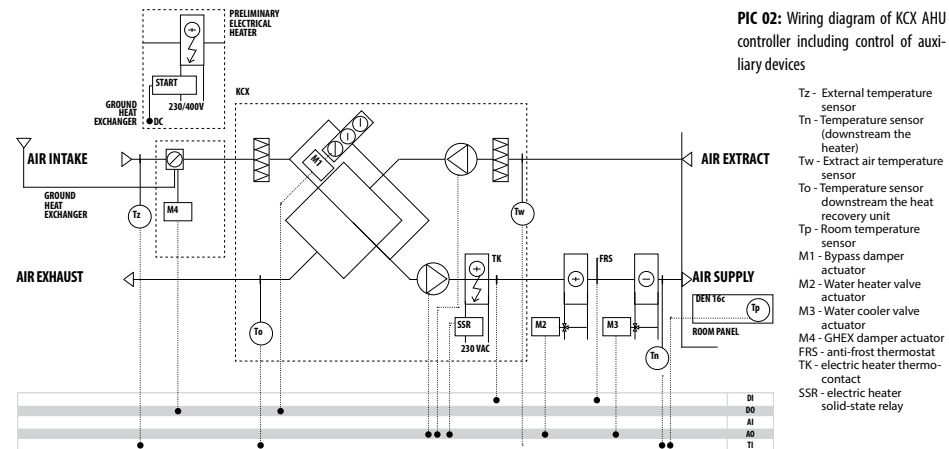 PRELIMINARY
ELECTRICAL
HEATER
START
230/400V
GROUND
HEAT
EXCHANGER
DC
KCX
AIR INTAKE
GROUND
HEAT
EXCHANGER
M4
Tz
M1
AIR EXTRACT
Tw
AIR EXHAUST
To
TK
SSR
230 VAC
FRS
M2
M3
Tn
AIR SUPPLY
DEN 16c
Tp
ROOM PANEL
DI
DO
AI
AO
TI
PIC 02: Wiring diagram of KCX AHU
controller including control of auxi-
liary devices
Tz - External temperature
sensor
Tn - Temperature sensor
(downstream the
heater)
Tw - Extract air temperature
sensor
To - Temperature sensor
downstream the heat
recovery unit
Tp - Room temperature
sensor
M1 - Bypass damper
actuator
M2 - Water heater valve
actuator
M3 - Water cooler valve
actuator
M4 - GHEX damper actuator
FRS - anti-frost thermostat
TK - electric heater thermo-
contact
SSR - electric heater
solid-state relay